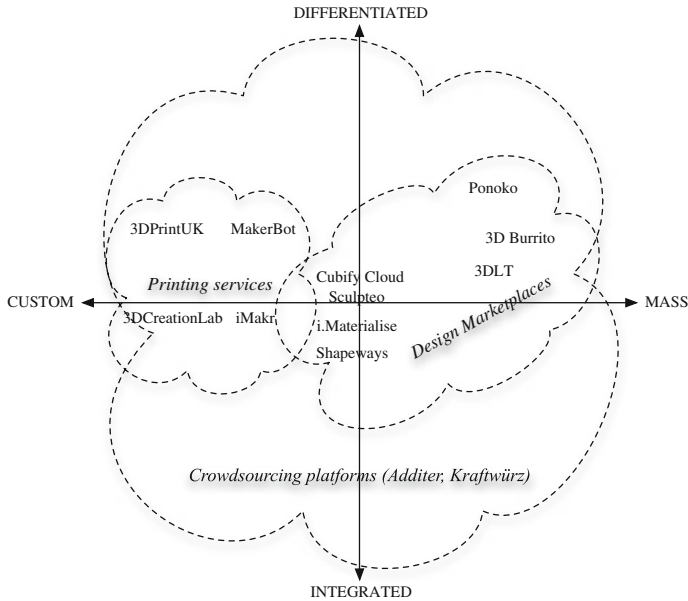 DIFFERENTIATED
Ponoko
3DPrintUK MakerBot
3D Burrito
3DLT
Cubify Cloud
Printing services
Sculpteo
CUSTOM
MASS
3DCreationLab iMakr
i.Materialise
Design Marketplaces
Shapeways
Crowdsourcing platforms (Additer, Kraftwürz)
INTEGRATED